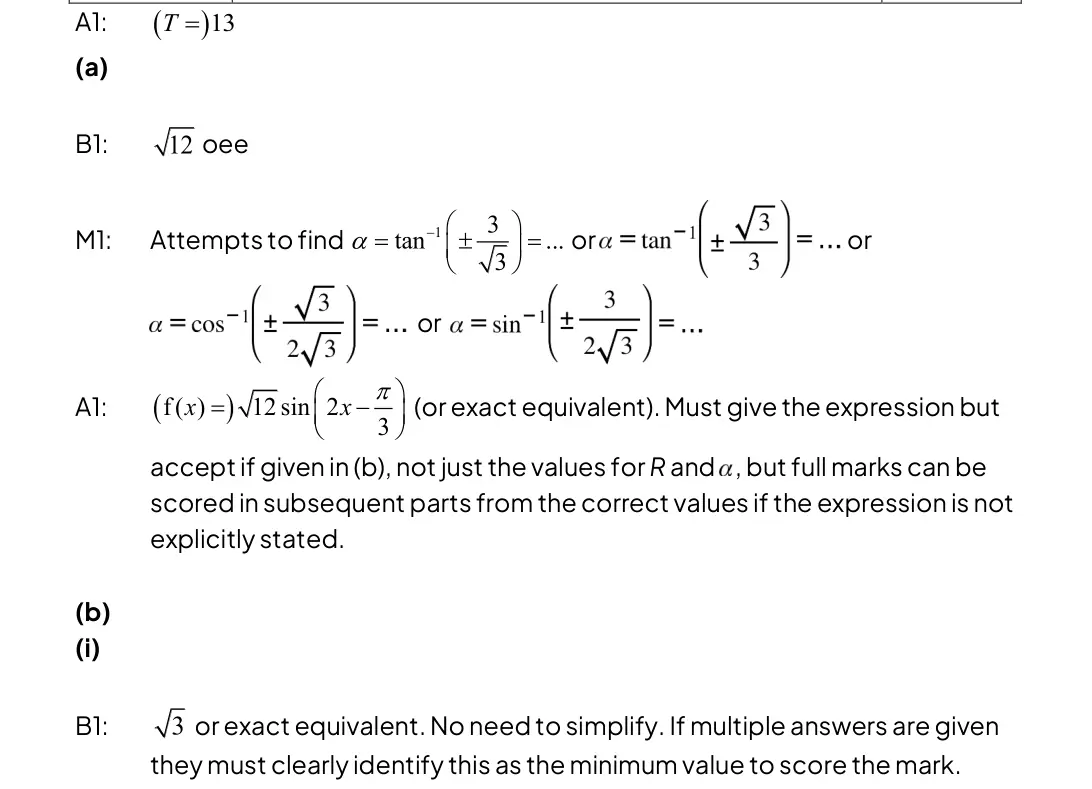 A1: (T =)13
(a)
B1: √12 oee
M1: Attempts to find α = tan⁻¹(± 3/√3) = ... or α = tan⁻¹(± √3/3) = ... or
α = cos⁻¹(± √3/2√3) = ... or α = sin⁻¹(± 3/2√3) = ...
A1: (f(x) =)√12 sin(2x − π/3) (or exact equivalent). Must give the expression but
accept if given in (b), not just the values for R and α, but full marks can be
scored in subsequent parts from the correct values if the expression is not
explicitly stated.
(b)
(i)
B1: √3 or exact equivalent. No need to simplify. If multiple answers are given
they must clearly identify this as the minimum value to score the mark.